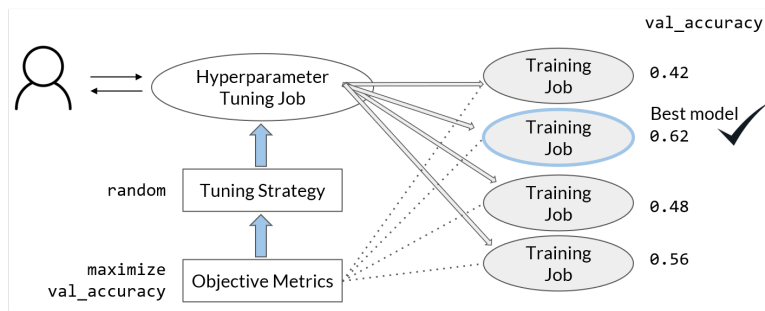 val_accuracy
Hyperparameter
Tuning Job
Training
Job
0.42
Training
Job
Best model
0.62
random
Tuning Strategy
Training
Job
0.48
maximize
val_accuracy
Objective Metrics
Training
Job
0.56